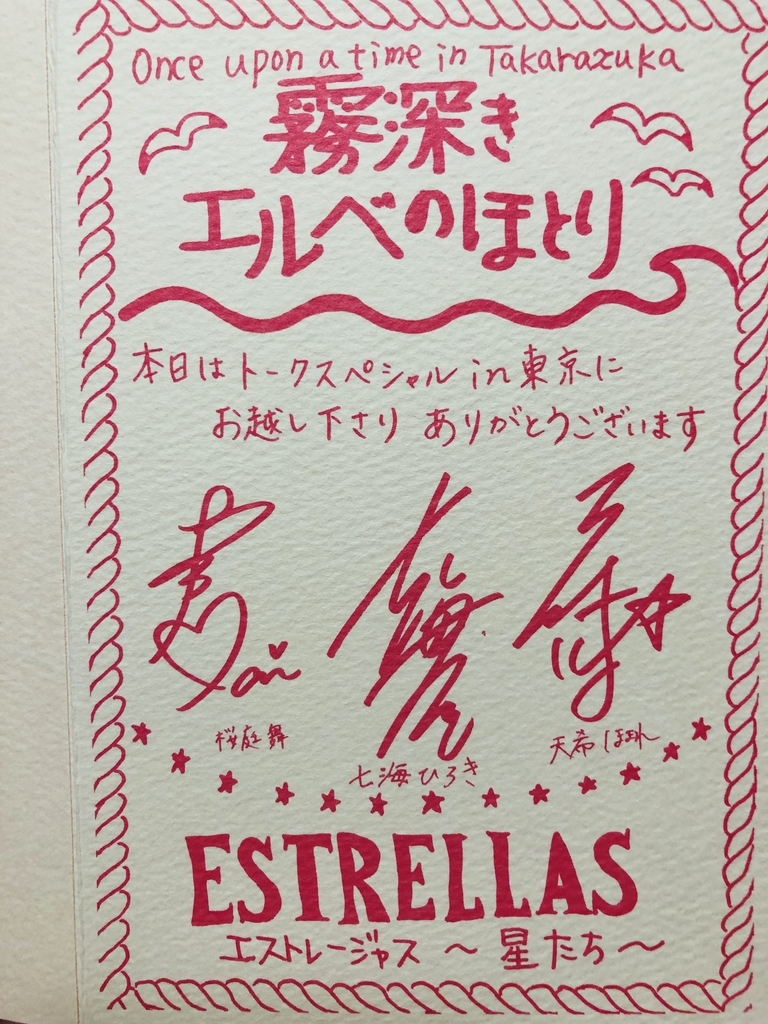 Once upon a time in Takarazuka
霧深き
エルベのほとり
本日はトークスペシャル in 東京に
お越し下さり ありがとうございます
桜庭舞
七海ひろき
天希ほまれ
ESTRELLAS
エストレージャス ～ 星たち～